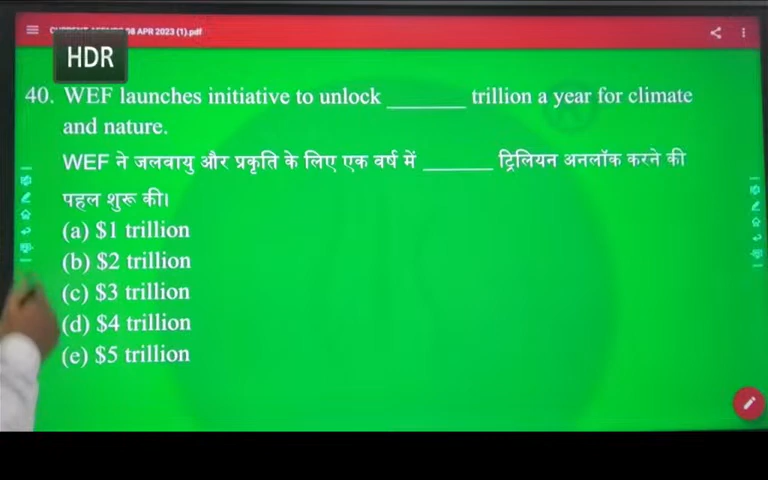 08 APR 2023 (1).pdf
HDR
40. WEF launches initiative to unlock ________ trillion a year for climate
and nature.
WEF ने जलवायु और प्रकृति के लिए एक वर्ष में ________ ट्रिलियन अनलॉक करने की
पहल शुरू की।
(a) $1 trillion
(b) $2 trillion
(c) $3 trillion
(d) $4 trillion
(e) $5 trillion